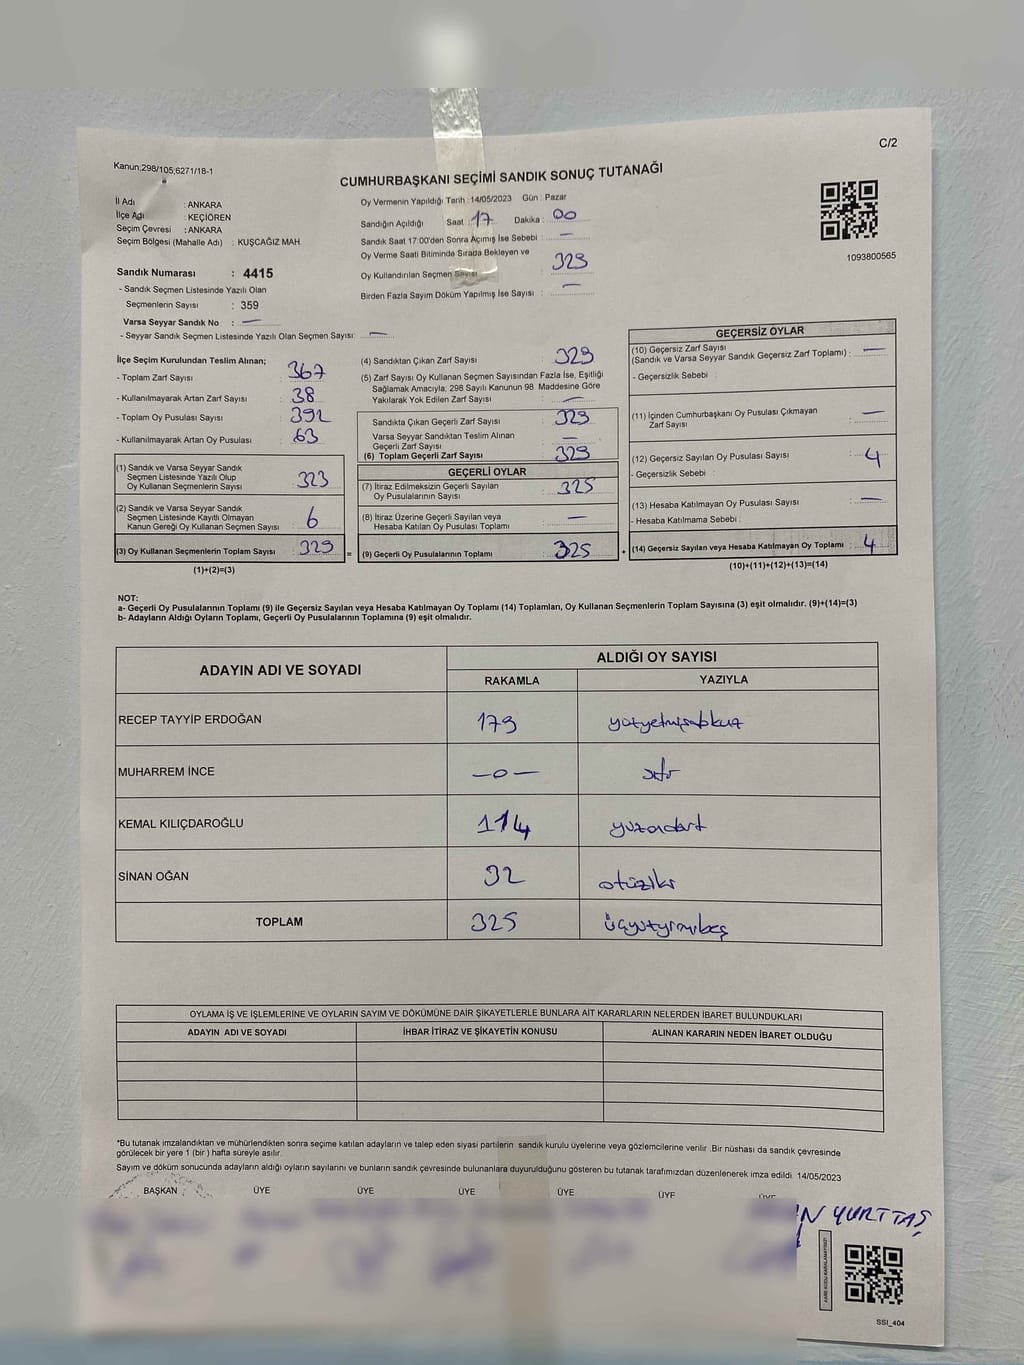 C/2
Kanun:298/105;6271/18-1
CUMHURBAŞKANI SEÇİMİ SANDIK SONUÇ TUTANAĞI
İl Adı : ANKARA
İlçe Adı : KEÇİÖREN
Seçim Çevresi : ANKARA
Seçim Bölgesi (Mahalle Adı) : KUŞCAĞIZ MAH.
Sandık Numarası : 4415
- Sandık Seçmen Listesinde Yazılı Olan
Seçmenlerin Sayısı : 359
Varsa Seyyar Sandık No : —
- Seyyar Sandık Seçmen Listesinde Yazılı Olan Seçmen Sayısı: —
Oy Vermenin Yapıldığı Tarih : 14/05/2023 Gün : Pazar
Sandığın Açıldığı Saat : 17 Dakika : 00
Sandık Saat 17:00'den Sonra Açımış İse Sebebi : —
Oy Verme Saati Bitiminde Sırada Bekleyen ve
Oy Kullandırılan Seçmen Sayısı : 329
Birden Fazla Sayım Döküm Yapılmış İse Sayısı : —
1093800565
İlçe Seçim Kurulundan Teslim Alınan;
- Toplam Zarf Sayısı : 367
- Kullanılmayarak Artan Zarf Sayısı : 38
- Toplam Oy Pusulası Sayısı : 392
- Kullanılmayarak Artan Oy Pusulası : 63
(1) Sandık ve Varsa Seyyar Sandık
Seçmen Listesinde Yazılı Olup
Oy Kullanan Seçmenlerin Sayısı : 323
(2) Sandık ve Varsa Seyyar Sandık
Seçmen Listesinde Kayıtlı Olmayan
Kanun Gereği Oy Kullanan Seçmen Sayısı : 6
(3) Oy Kullanan Seçmenlerin Toplam Sayısı : 329
(1)+(2)=(3)
=
(4) Sandıktan Çıkan Zarf Sayısı : 329
(5) Zarf Sayısı Oy Kullanan Seçmen Sayısından Fazla İse, Eşitliği
Sağlamak Amacıyla; 298 Sayılı Kanunun 98. Maddesine Göre
Yakılarak Yok Edilen Zarf Sayısı : —
Sandıkta Çıkan Geçerli Zarf Sayısı : 329
Varsa Seyyar Sandıktan Teslim Alınan
Geçerli Zarf Sayısı : —
(6) Toplam Geçerli Zarf Sayısı : 329
GEÇERLİ OYLAR
(7) İtiraz Edilmeksizin Geçerli Sayılan
Oy Pusulalarının Sayısı : 325
(8) İtiraz Üzerine Geçerli Sayılan veya
Hesaba Katılan Oy Pusulası Toplamı : —
(9) Geçerli Oy Pusulalarının Toplamı : 325
+
GEÇERSİZ OYLAR
(10) Geçersiz Zarf Sayısı
(Sandık ve Varsa Seyyar Sandık Geçersiz Zarf Toplamı) : —
- Geçersizlik Sebebi :
(11) İçinden Cumhurbaşkanı Oy Pusulası Çıkmayan
Zarf Sayısı : —
(12) Geçersiz Sayılan Oy Pusulası Sayısı : 4
- Geçersizlik Sebebi :
(13) Hesaba Katılmayan Oy Pusulası Sayısı : —
- Hesaba Katılmama Sebebi :
(14) Geçersiz Sayılan veya Hesaba Katılmayan Oy Toplamı : 4
(10)+(11)+(12)+(13)=(14)
NOT:
a- Geçerli Oy Pusulalarının Toplamı (9) ile Geçersiz Sayılan veya Hesaba Katılmayan Oy Toplamı (14) Toplamları, Oy Kullanan Seçmenlerin Toplam Sayısına (3) eşit olmalıdır. (9)+(14)=(3)
b- Adayların Aldığı Oyların Toplamı, Geçerli Oy Pusulalarının Toplamına (9) eşit olmalıdır.
ADAYIN ADI VE SOYADI
ALDIĞI OY SAYISI
RAKAMLA YAZIYLA
RECEP TAYYİP ERDOĞAN 179 yüzyetmişdokuz
MUHARREM İNCE —0— sıfır
KEMAL KILIÇDAROĞLU 114 yüzondört
SİNAN OĞAN 32 otüziki
TOPLAM 325 üçyüzyirmibeş
OYLAMA İŞ VE İŞLEMLERİNE VE OYLARIN SAYIM VE DÖKÜMÜNE DAİR ŞİKAYETLERLE BUNLARA AİT KARARLARIN NELERDEN İBARET BULUNDUKLARI
ADAYIN ADI VE SOYADI İHBAR İTİRAZ VE ŞİKAYETİN KONUSU ALINAN KARARIN NEDEN İBARET OLDUĞU
*Bu tutanak imzalandıktan ve mühürlendikten sonra seçime katılan adayların ve talep eden siyasi partilerin sandık kurulu üyelerine veya gözlemcilerine verilir. Bir nüshası da sandık çevresinde
görülecek bir yere 1 (bir) hafta süreyle asılır.
Sayım ve döküm sonucunda adayların aldığı oyların sayılarını ve bunların sandık çevresinde bulunanlara duyurulduğunu gösteren bu tutanak tarafımızdan düzenlenerek imza edildi. 14/05/2023
BAŞKAN ÜYE ÜYE ÜYE ÜYE ÜYE ÜYE
N YURTTAŞ
SSI_404